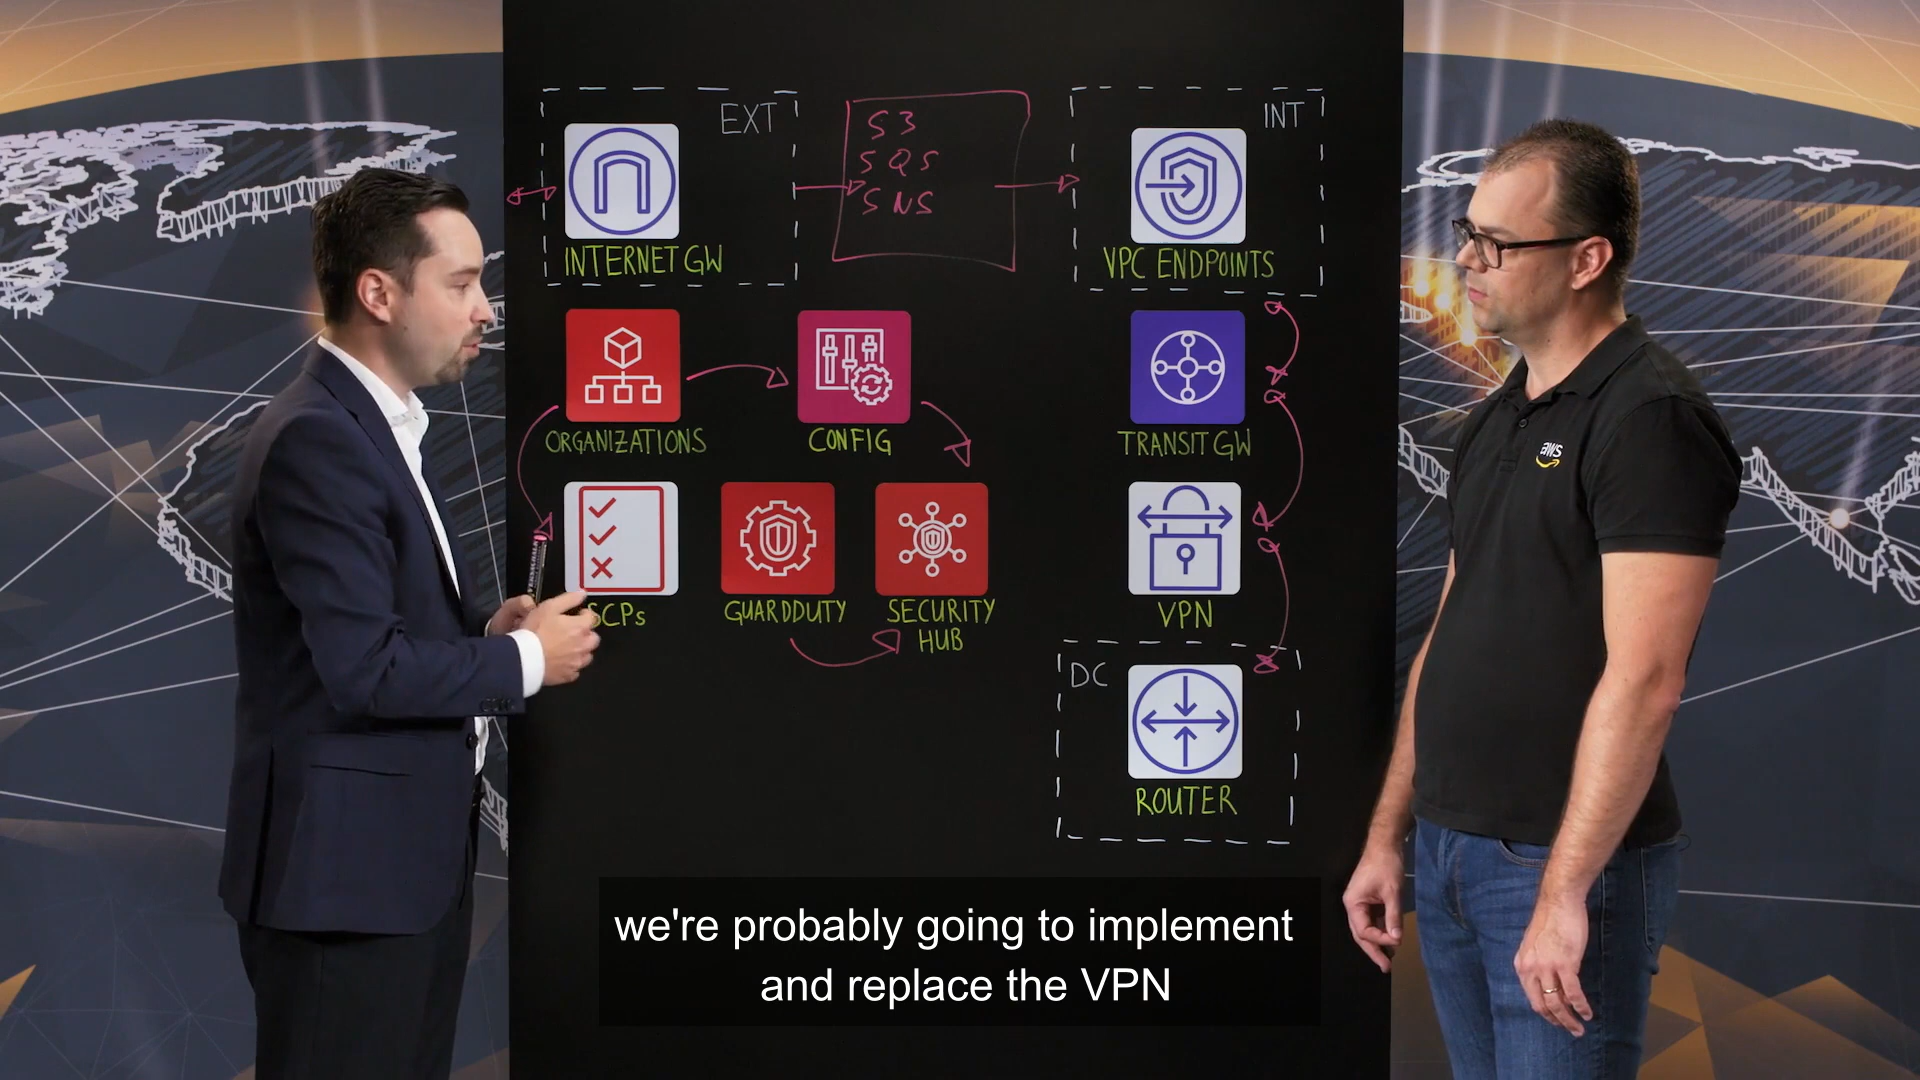 EXT
S3
SQS
SNS
INT
INTERNET GW
VPC ENDPOINTS
ORGANIZATIONS
CONFIG
TRANSIT GW
aws
SCPs
GUARDDUTY
SECURITY
HUB
VPN
DC
ROUTER
we're probably going to implement
and replace the VPN